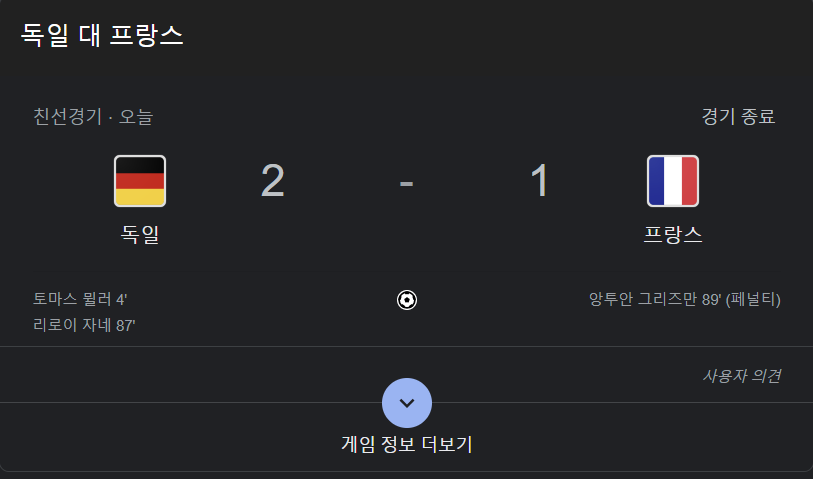 독일 대 프랑스
친선경기 · 오늘
경기 종료
2 - 1
독일
프랑스
토마스 뮐러 4'
리로이 자네 87'
앙투안 그리즈만 89' (페널티)
사용자 의견
게임 정보 더보기